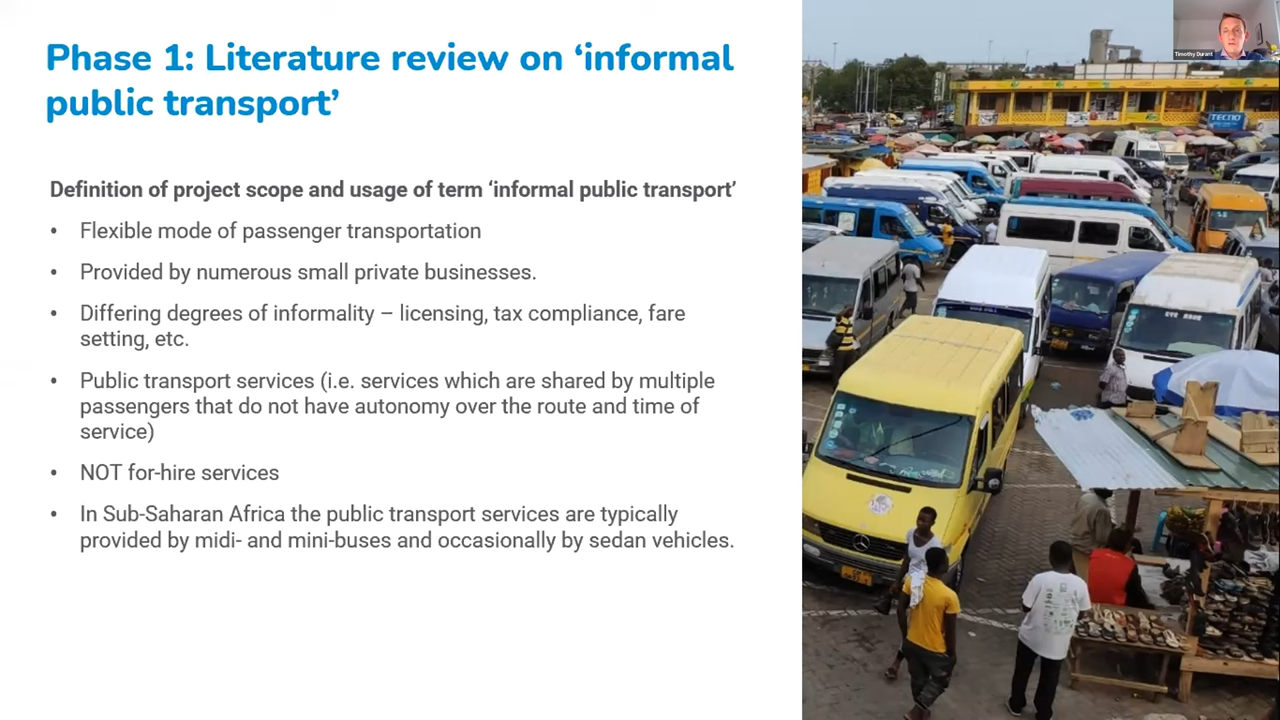 Phase 1: Literature review on ‘informal
public transport’
Definition of project scope and usage of term ‘informal public transport’
• Flexible mode of passenger transportation
• Provided by numerous small private businesses.
• Differing degrees of informality – licensing, tax compliance, fare
setting, etc.
• Public transport services (i.e. services which are shared by multiple
passengers that do not have autonomy over the route and time of
service)
• NOT for-hire services
• In Sub-Saharan Africa the public transport services are typically
provided by midi- and mini-buses and occasionally by sedan vehicles.
Timothy Durant
TECNO